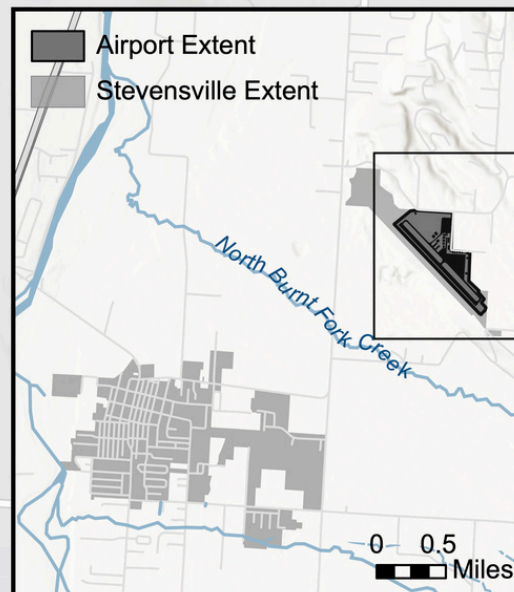 Airport Extent
Stevensville Extent
North Burnt Fork Creek
0 0.5
Miles